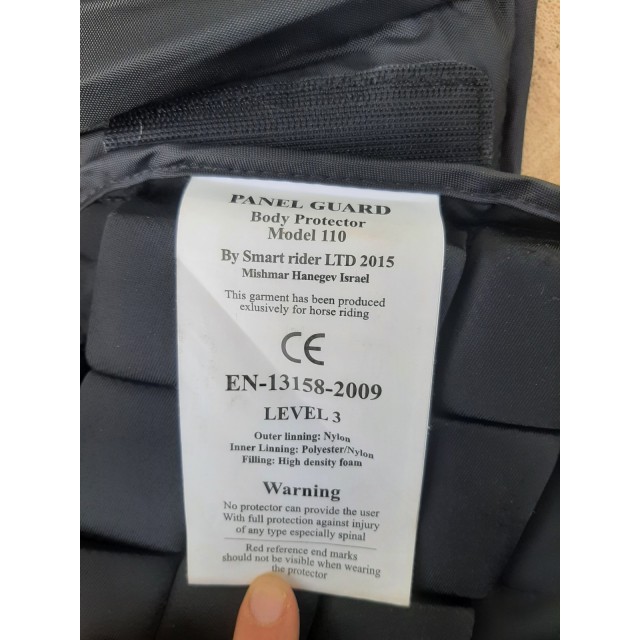 PANEL GUARD
Body Protector
Model 110
By Smart rider LTD 2015
Mishmar Hanegev Israel
This garment has been produced
exlusively for horse riding
CE
EN-13158-2009
LEVEL 3
Outer linning: Nylon
Inner Linning: Polyester/Nylon
Filling: High density foam
Warning
No protector can provide the user
With full protection against injury
of any type especially spinal
Red reference end marks
should not be visible when wearing
the protector